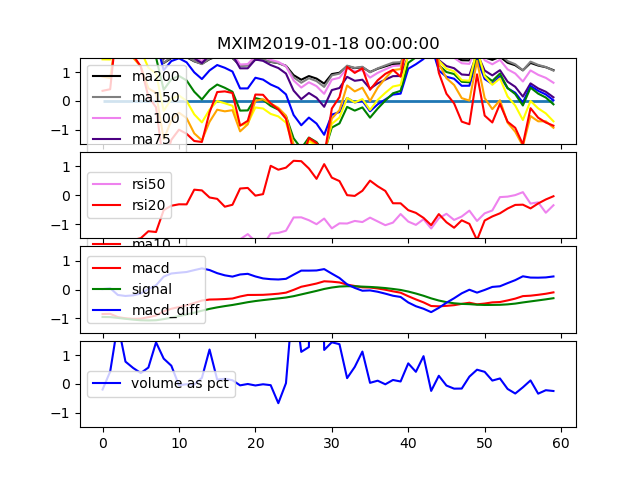 MXIM2019-01-18 00:00:00
1
0
−1
ma200
ma150
ma100
ma75
1
0
−1
rsi50
rsi20
ma10
1
0
−1
macd
signal
macd_diff
1
0
−1
volume as pct
0 10 20 30 40 50 60